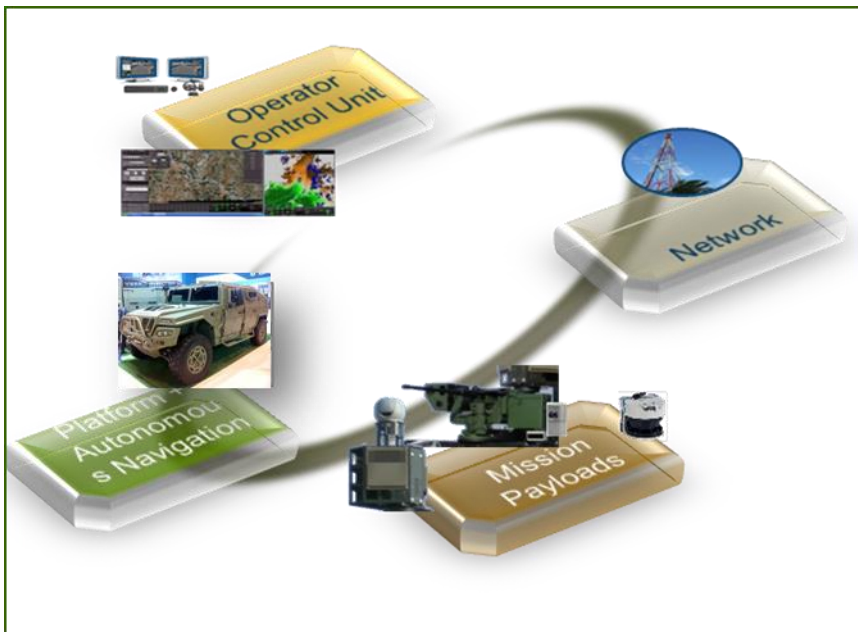 Operator
Control Unit
Network
Platform +
Autonomou
s Navigation
Mission
Payloads